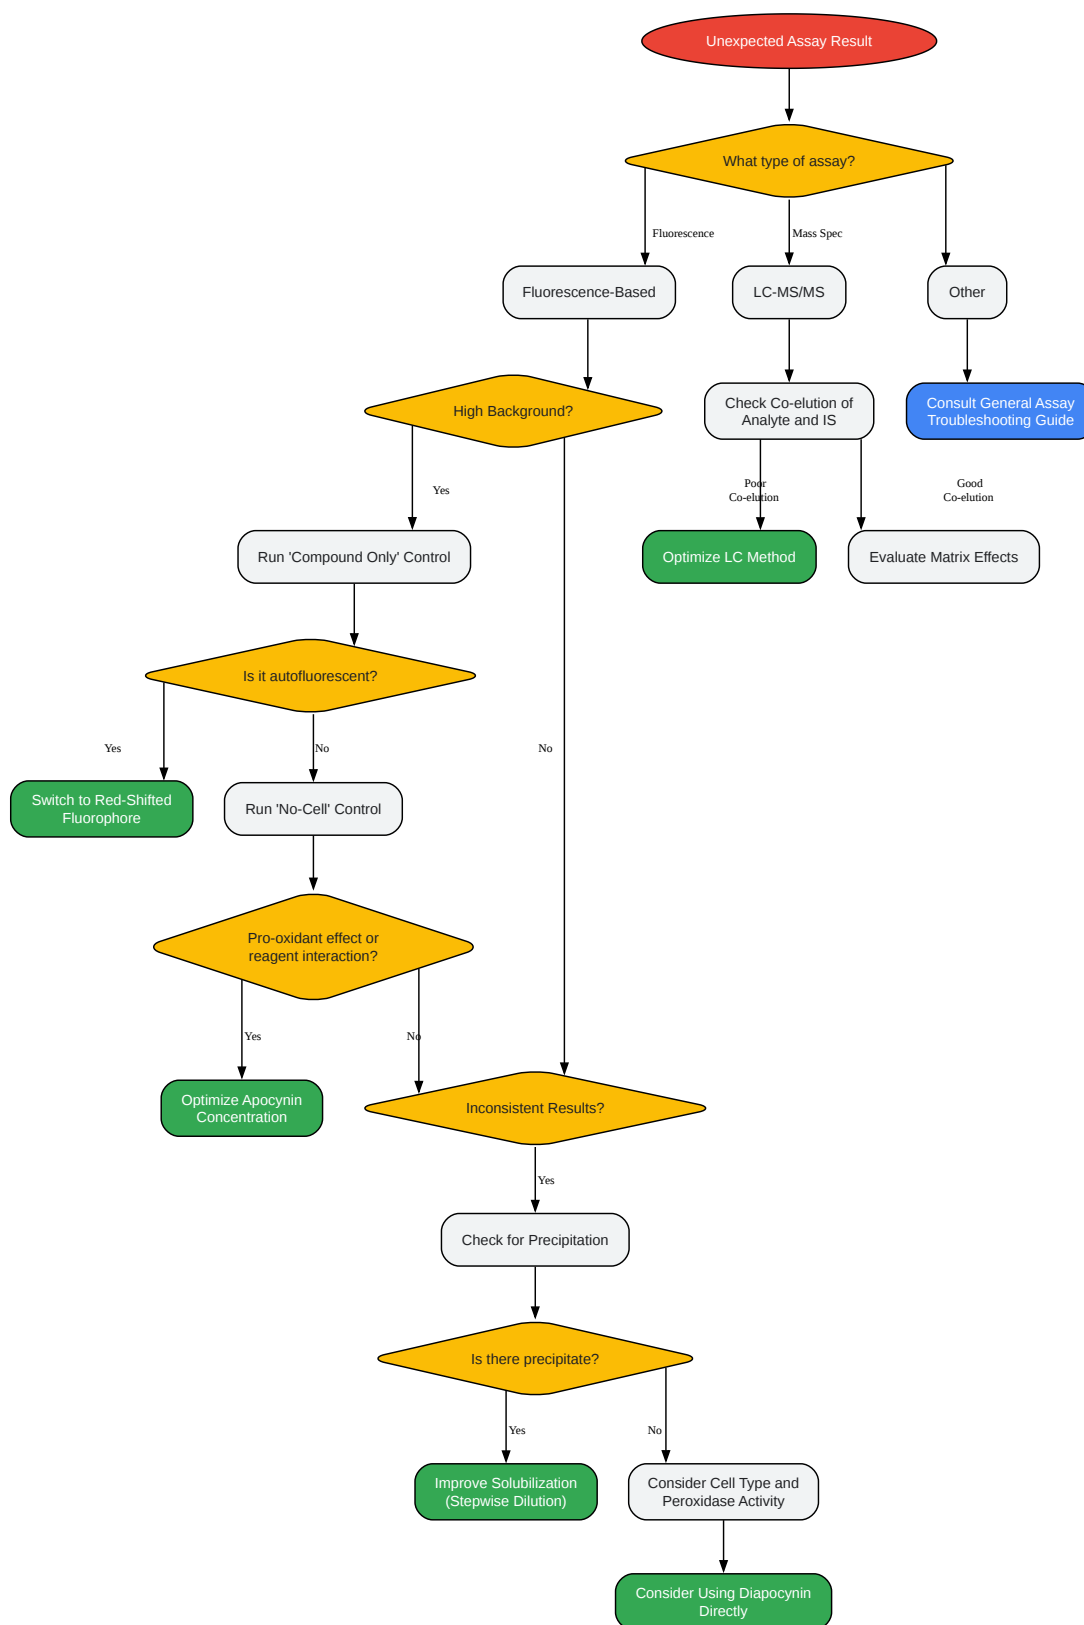 Unexpected Assay Result
What type of assay?
Fluorescence
Mass Spec
Fluorescence-Based
LC-MS/MS
Other
High Background?
Check Co-elution of
Analyte and IS
Consult General Assay
Troubleshooting Guide
Yes
Poor
Co-elution
Good
Co-elution
Run 'Compound Only' Control
Optimize LC Method
Evaluate Matrix Effects
Is it autofluorescent?
Yes
No
No
Switch to Red-Shifted
Fluorophore
Run 'No-Cell' Control
Pro-oxidant effect or
reagent interaction?
Yes
No
Optimize Apocynin
Concentration
Inconsistent Results?
Yes
Check for Precipitation
Is there precipitate?
Yes
No
Improve Solubilization
(Stepwise Dilution)
Consider Cell Type and
Peroxidase Activity
Consider Using Diapocynin
Directly